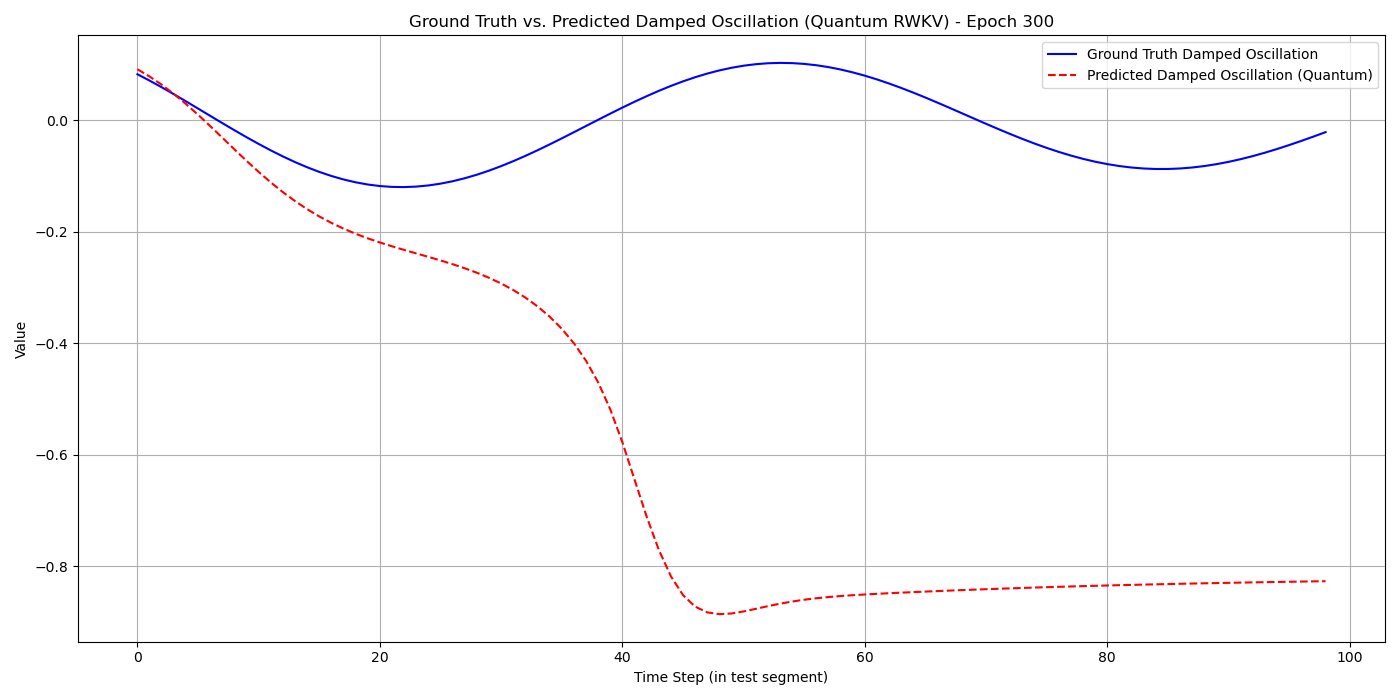 Ground Truth vs. Predicted Damped Oscillation (Quantum RWKV) - Epoch 300
Ground Truth Damped Oscillation
Predicted Damped Oscillation (Quantum)
Value
0.0
−0.2
−0.4
−0.6
−0.8
0 20 40 60 80 100
Time Step (in test segment)